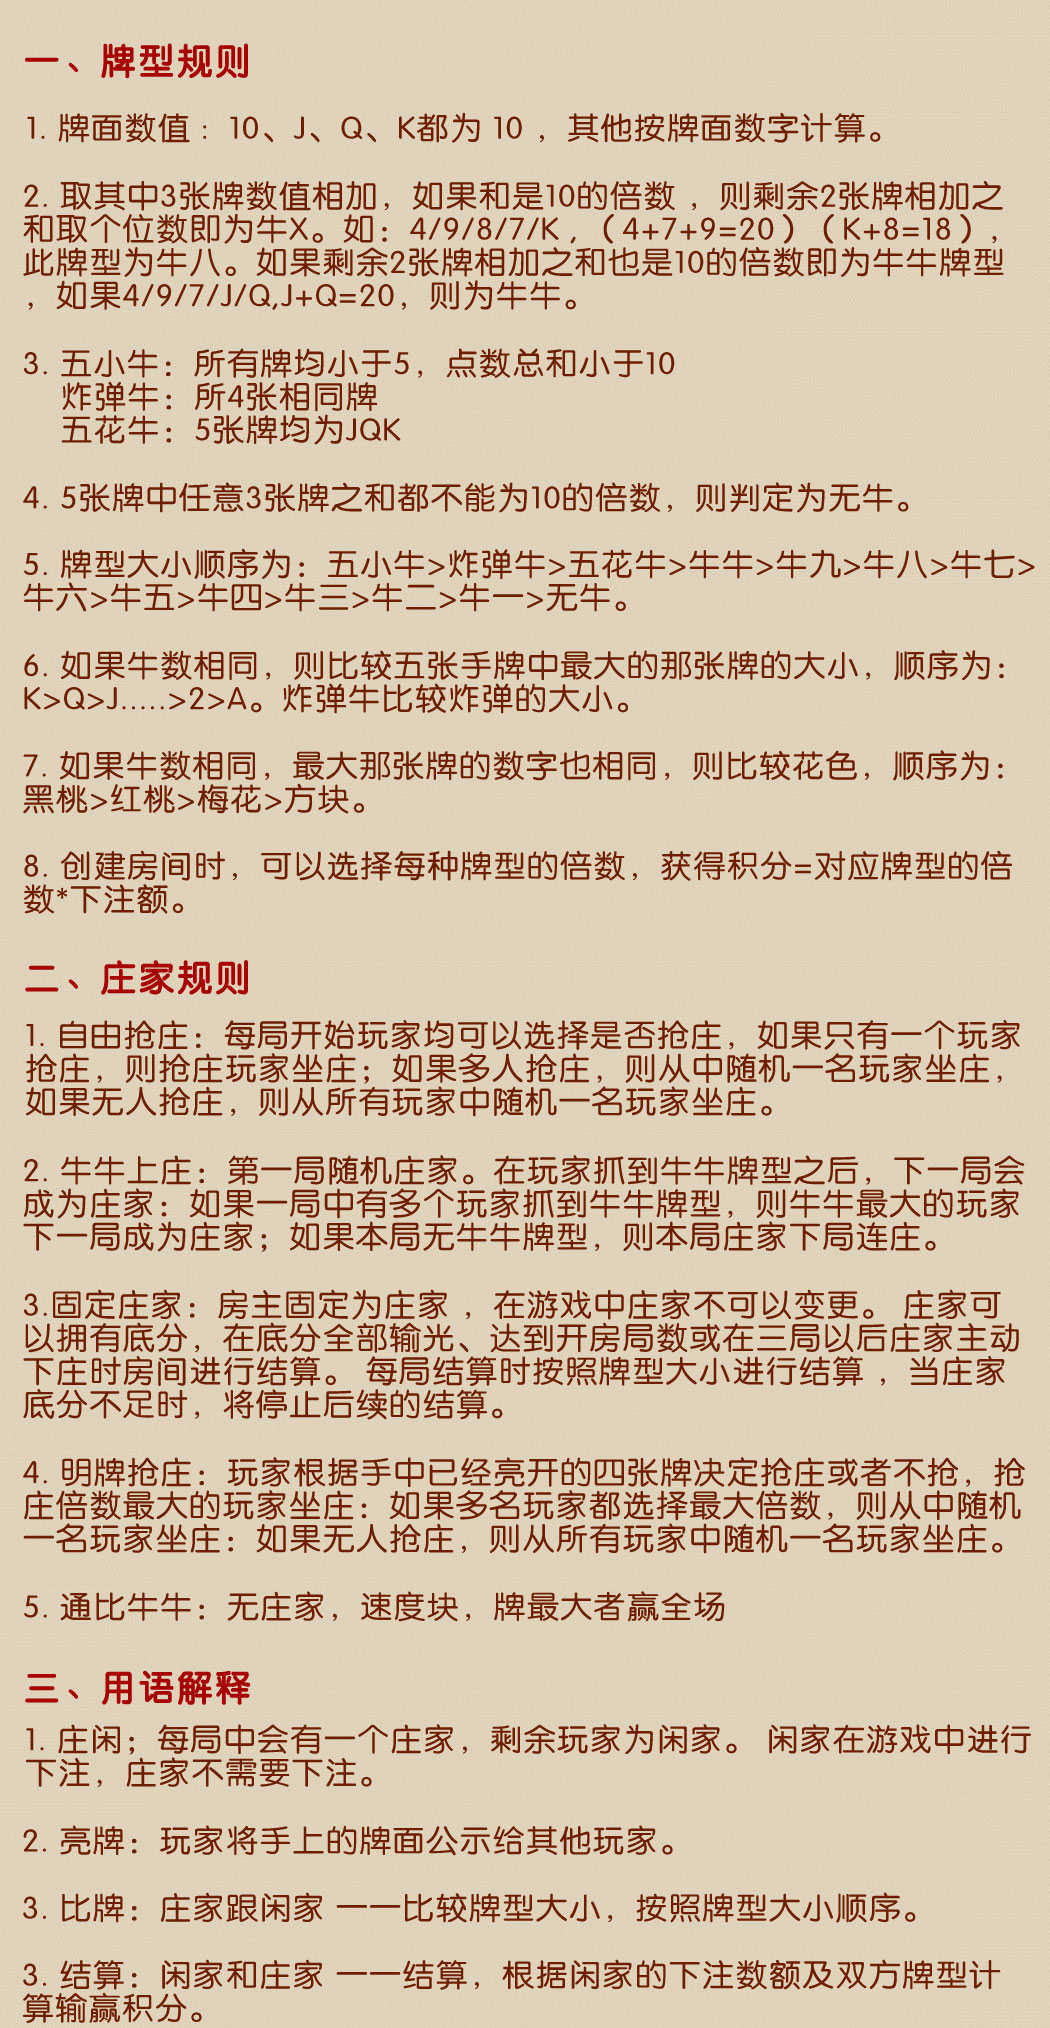 一、牌型规则
1. 牌面数值：10、J、Q、K都为 10 ，其他按牌面数字计算。
2. 取其中3张牌数值相加，如果和是10的倍数 ，则剩余2张牌相加之
和取个位数即为牛X。如：4/9/8/7/K ,（4+7+9=20）（K+8=18），
此牌型为牛八。如果剩余2张牌相加之和也是10的倍数即为牛牛牌型
，如果4/9/7/J/Q,J+Q=20，则为牛牛。
3. 五小牛：所有牌均小于5，点数总和小于10
炸弹牛：所4张相同牌
五花牛：5张牌均为JQK
4. 5张牌中任意3张牌之和都不能为10的倍数，则判定为无牛。
5. 牌型大小顺序为：五小牛>炸弹牛>五花牛>牛牛>牛九>牛八>牛七>
牛六>牛五>牛四>牛三>牛二>牛一>无牛。
6. 如果牛数相同，则比较五张手牌中最大的那张牌的大小，顺序为：
K>Q>J.....>2>A。炸弹牛比较炸弹的大小。
7. 如果牛数相同，最大那张牌的数字也相同，则比较花色，顺序为：
黑桃>红桃>梅花>方块。
8. 创建房间时，可以选择每种牌型的倍数，获得积分=对应牌型的倍
数*下注额。
二、庄家规则
1. 自由抢庄：每局开始玩家均可以选择是否抢庄，如果只有一个玩家
抢庄，则抢庄玩家坐庄；如果多人抢庄，则从中随机一名玩家坐庄，
如果无人抢庄，则从所有玩家中随机一名玩家坐庄。
2. 牛牛上庄：第一局随机庄家。在玩家抓到牛牛牌型之后，下一局会
成为庄家：如果一局中有多个玩家抓到牛牛牌型，则牛牛最大的玩家
下一局成为庄家；如果本局无牛牛牌型，则本局庄家下局连庄。
3.固定庄家：房主固定为庄家 ，在游戏中庄家不可以变更。 庄家可
以拥有底分，在底分全部输光、达到开房局数或在三局以后庄家主动
下庄时房间进行结算。 每局结算时按照牌型大小进行结算 ，当庄家
底分不足时，将停止后续的结算。
4. 明牌抢庄：玩家根据手中已经亮开的四张牌决定抢庄或者不抢，抢
庄倍数最大的玩家坐庄：如果多名玩家都选择最大倍数，则从中随机
一名玩家坐庄：如果无人抢庄，则从所有玩家中随机一名玩家坐庄。
5. 通比牛牛：无庄家，速度块，牌最大者赢全场
三、用语解释
1. 庄闲；每局中会有一个庄家，剩余玩家为闲家。 闲家在游戏中进行
下注，庄家不需要下注。
2. 亮牌：玩家将手上的牌面公示给其他玩家。
3. 比牌：庄家跟闲家 一一比较牌型大小，按照牌型大小顺序。
3. 结算：闲家和庄家 一一结算，根据闲家的下注数额及双方牌型计
算输赢积分。